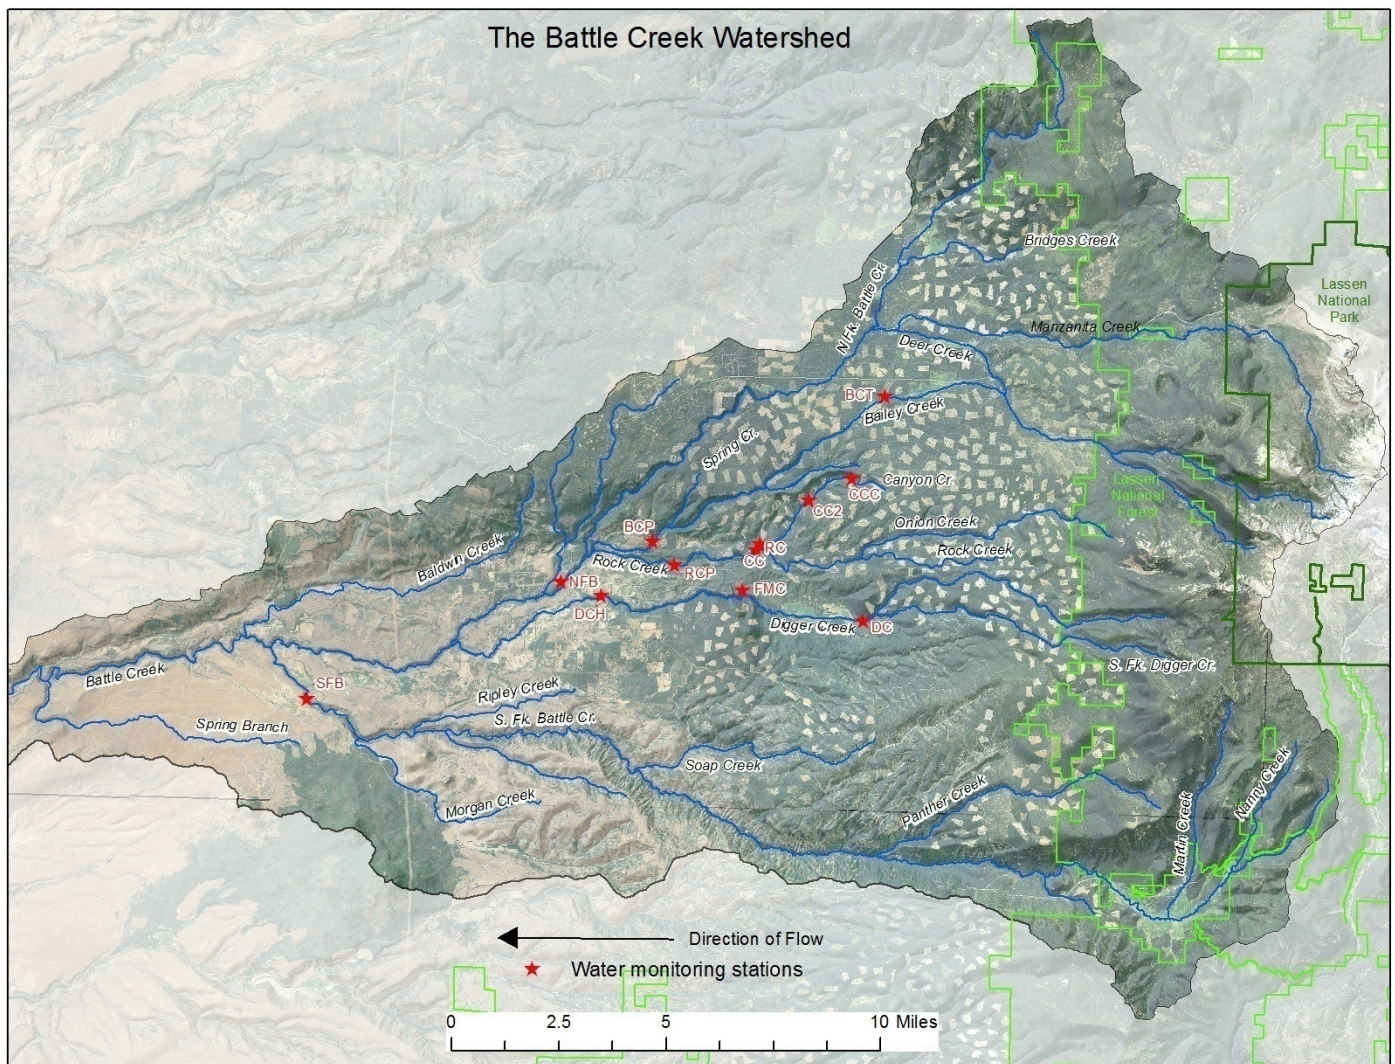 The Battle Creek Watershed
Bridges Creek
Lassen
National
Park
N Fk. Battle Cr.
Manzanita Creek
Deer Creek
BCT
Bailey Creek
Spring Cr.
Canyon Cr.
CCC
Lassen
National
Forest
CC2
Onion Creek
BCP
Baldwin Creek
RC
CC
Rock Creek
Rock Creek
RCP
NFB
FMC
DCH
Digger Creek
DC
S. Fk. Digger Cr.
Battle Creek
SFB
Ripley Creek
S. Fk. Battle Cr.
Spring Branch
Soap Creek
Morgan Creek
Panther Creek
Martin Creek
Nanny Creek
Direction of Flow
Water monitoring stations
0 2.5 5 10 Miles